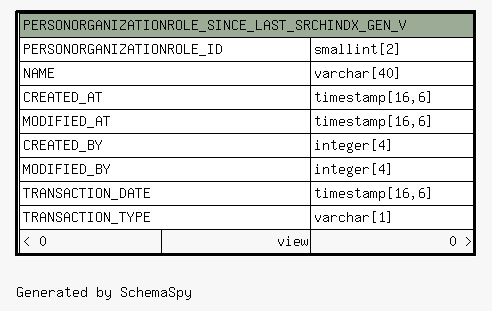 PERSONORGANIZATIONROLE_SINCE_LAST_SRCHINDX_GEN_V
PERSONORGANIZATIONROLE_ID smallint[2]
NAME varchar[40]
CREATED_AT timestamp[16,6]
MODIFIED_AT timestamp[16,6]
CREATED_BY integer[4]
MODIFIED_BY integer[4]
TRANSACTION_DATE timestamp[16,6]
TRANSACTION_TYPE varchar[1]
< 0 view 0 >
Generated by SchemaSpy